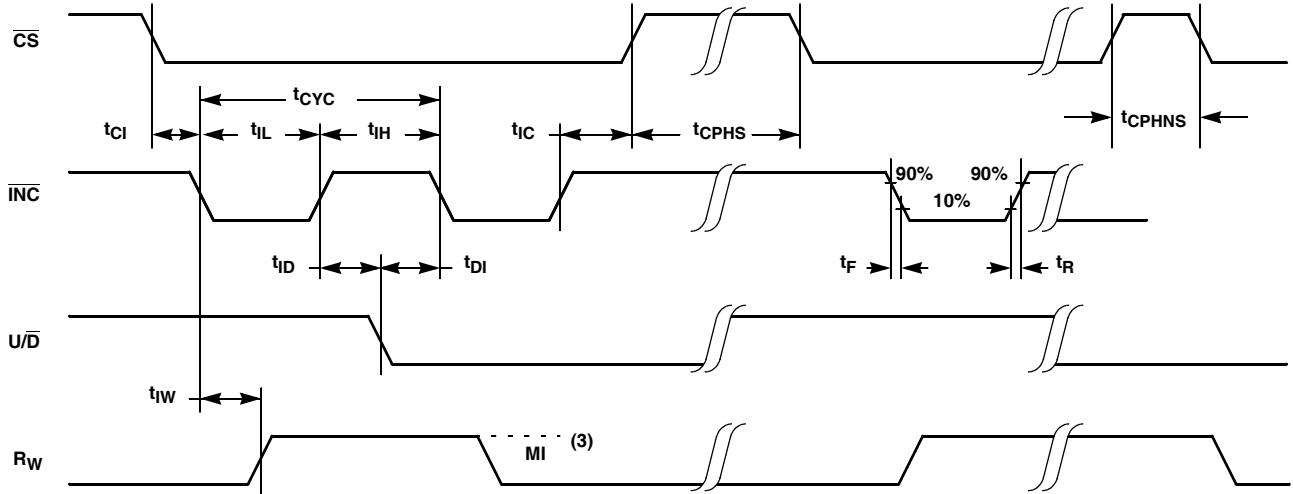 CS
tCYC
tCI tIL tIH tIC tCPHS tCPHNS
INC
90% 90%
10%
tID tDI tF tR
U/D
tIW
(3)
MI
RW